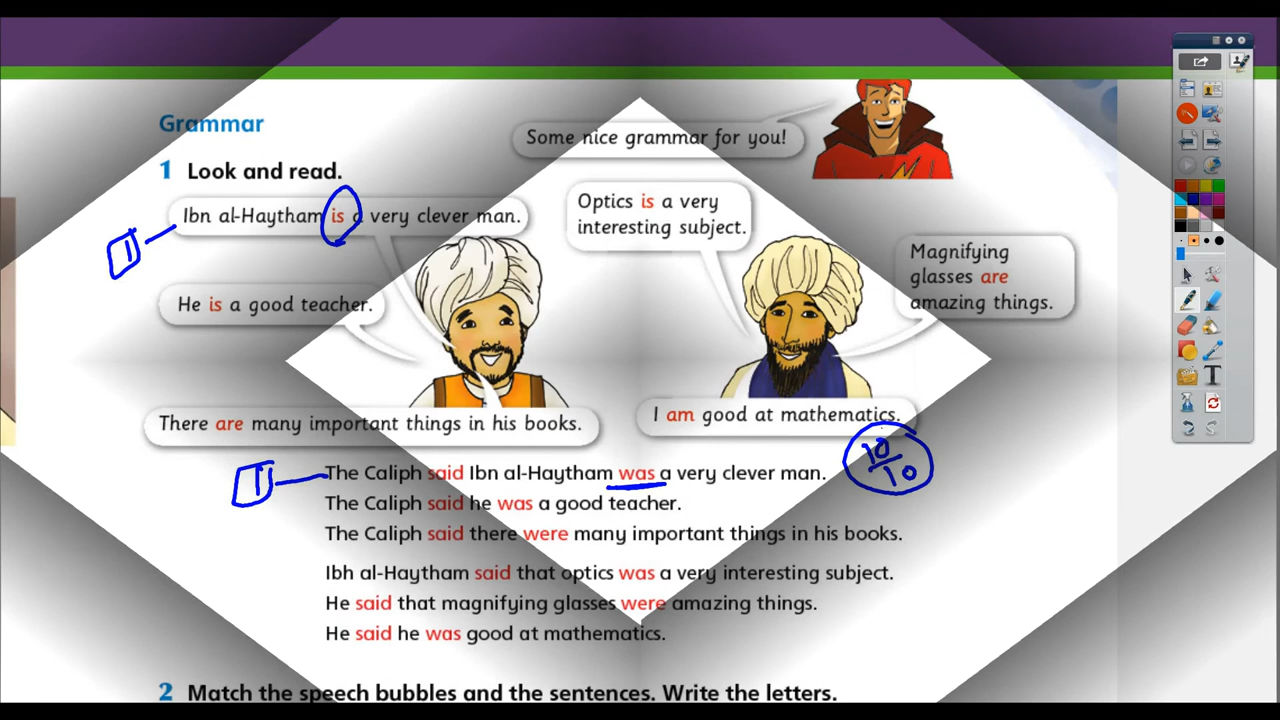 Grammar
Some nice grammar for you!
1 Look and read.
Ibn al-Haytham is a very clever man.
Optics is a very
interesting subject.
1
Magnifying
glasses are
amazing things.
He is a good teacher.
There are many important things in his books.
I am good at mathematics.
10/10
1
The Caliph said Ibn al-Haytham was a very clever man.
The Caliph said he was a good teacher.
The Caliph said there were many important things in his books.
Ibh al-Haytham said that optics was a very interesting subject.
He said that magnifying glasses were amazing things.
He said he was good at mathematics.
2 Match the speech bubbles and the sentences. Write the letters.
T